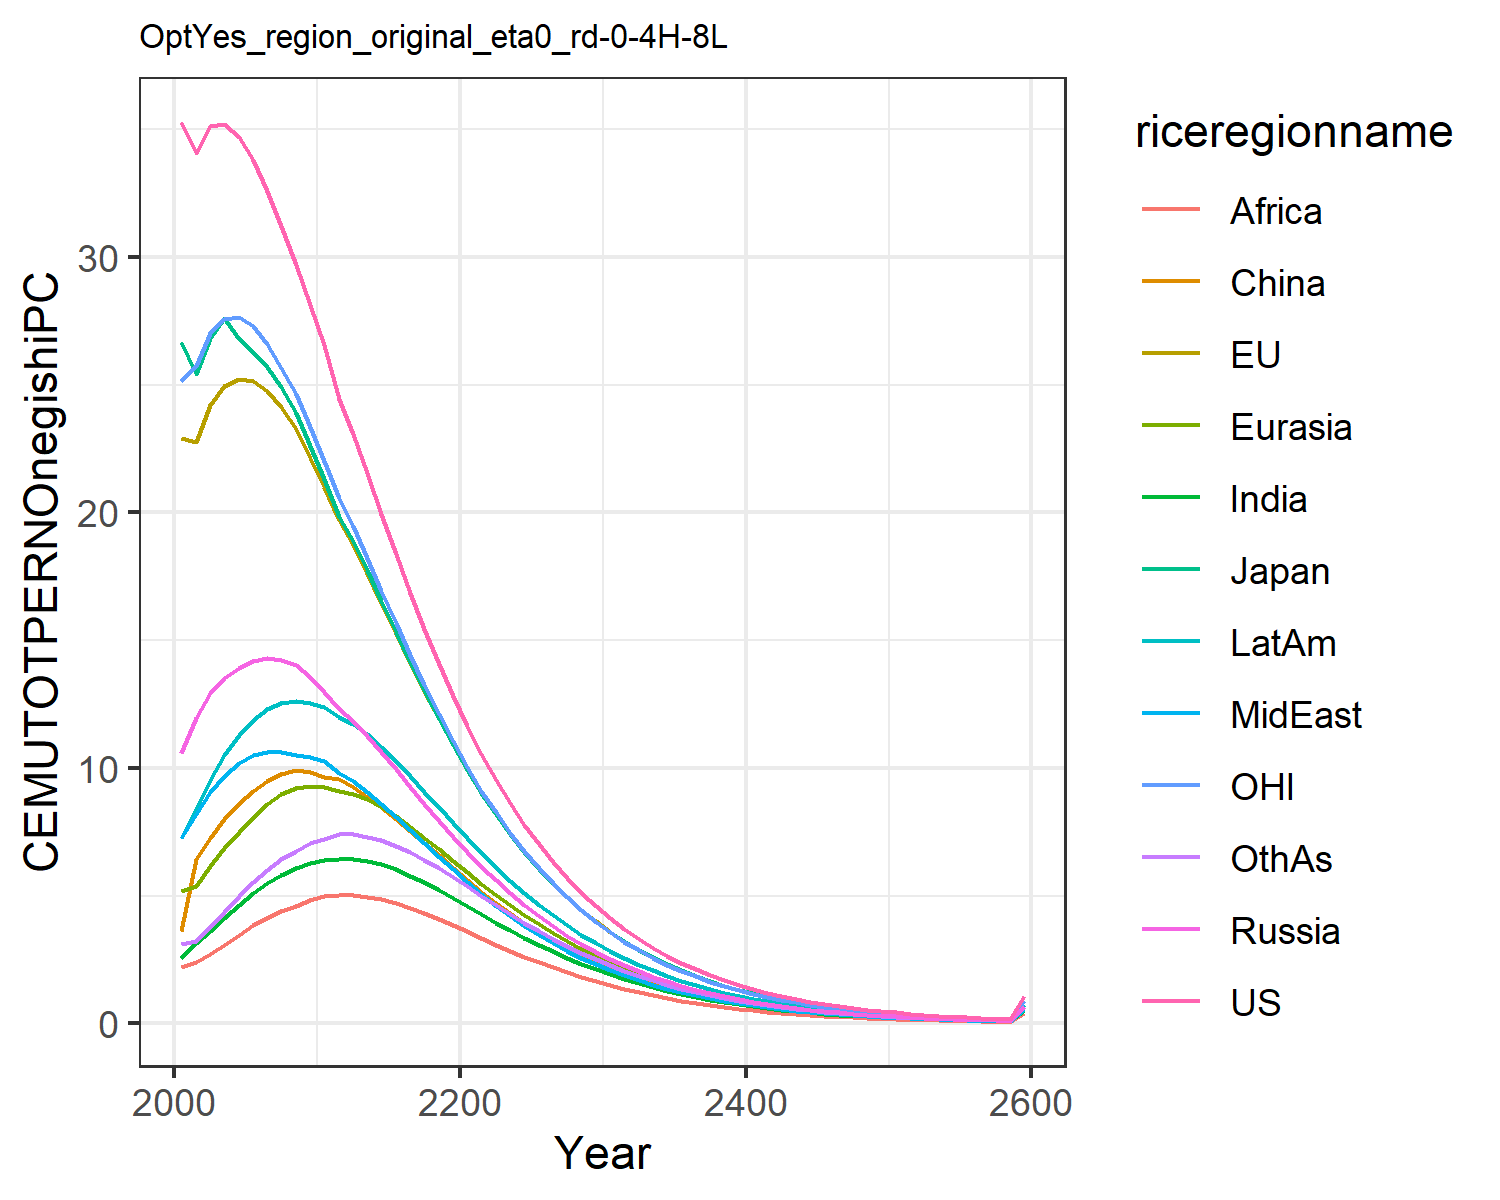 OptYes_region_original_eta0_rd-0-4H-8L
CEMUTOTPERNOnegishiPC
30
20
10
0
2000
2200
2400
2600
Year
riceregionname
Africa
China
EU
Eurasia
India
Japan
LatAm
MidEast
OHI
OthAs
Russia
US